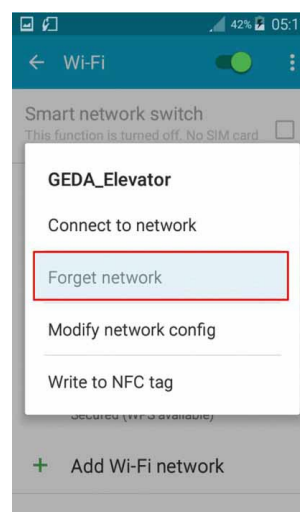 42% 05:1
Wi-Fi
Smart network switch
This function is turned off. No SIM card
GEDA_Elevator
Connect to network
Forget network
Modify network config
Write to NFC tag
Secured (WPS available)
+ Add Wi-Fi network